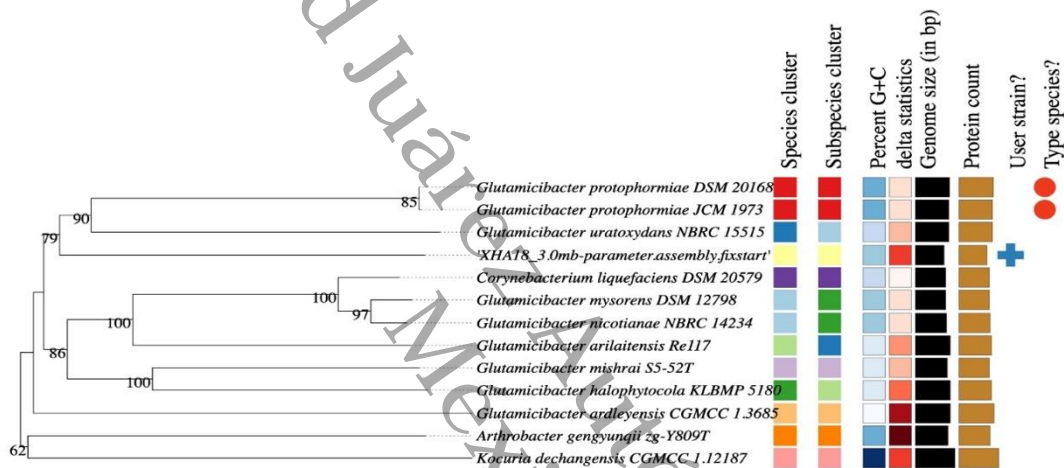 Species cluster
Subspecies cluster
Percent G+C
delta statistics
Genome size (in bp)
Protein count
User strain?
Type species?
Glutamicibacter protophormiae DSM 20168
85
Glutamicibacter protophormiae JCM 1973
90
Glutamicibacter uratoxydans NBRC 15515
79
'XHA18_3.0mb-parameter.assembly.fixstart'
Corynebacterium liquefaciens DSM 20579
100
Glutamicibacter mysorens DSM 12798
97
Glutamicibacter nicotianae NBRC 14234
100
Glutamicibacter arilaitensis Re117
86
Glutamicibacter mishrai S5-52T
100
Glutamicibacter halophytocola KLBMP 5180
Glutamicibacter ardleyensis CGMCC 1.3685
Arthrobacter gengyunqii zg-Y809T
62
Kocuria dechangensis CGMCC 1.12187
d Juárez Autó
Méxi